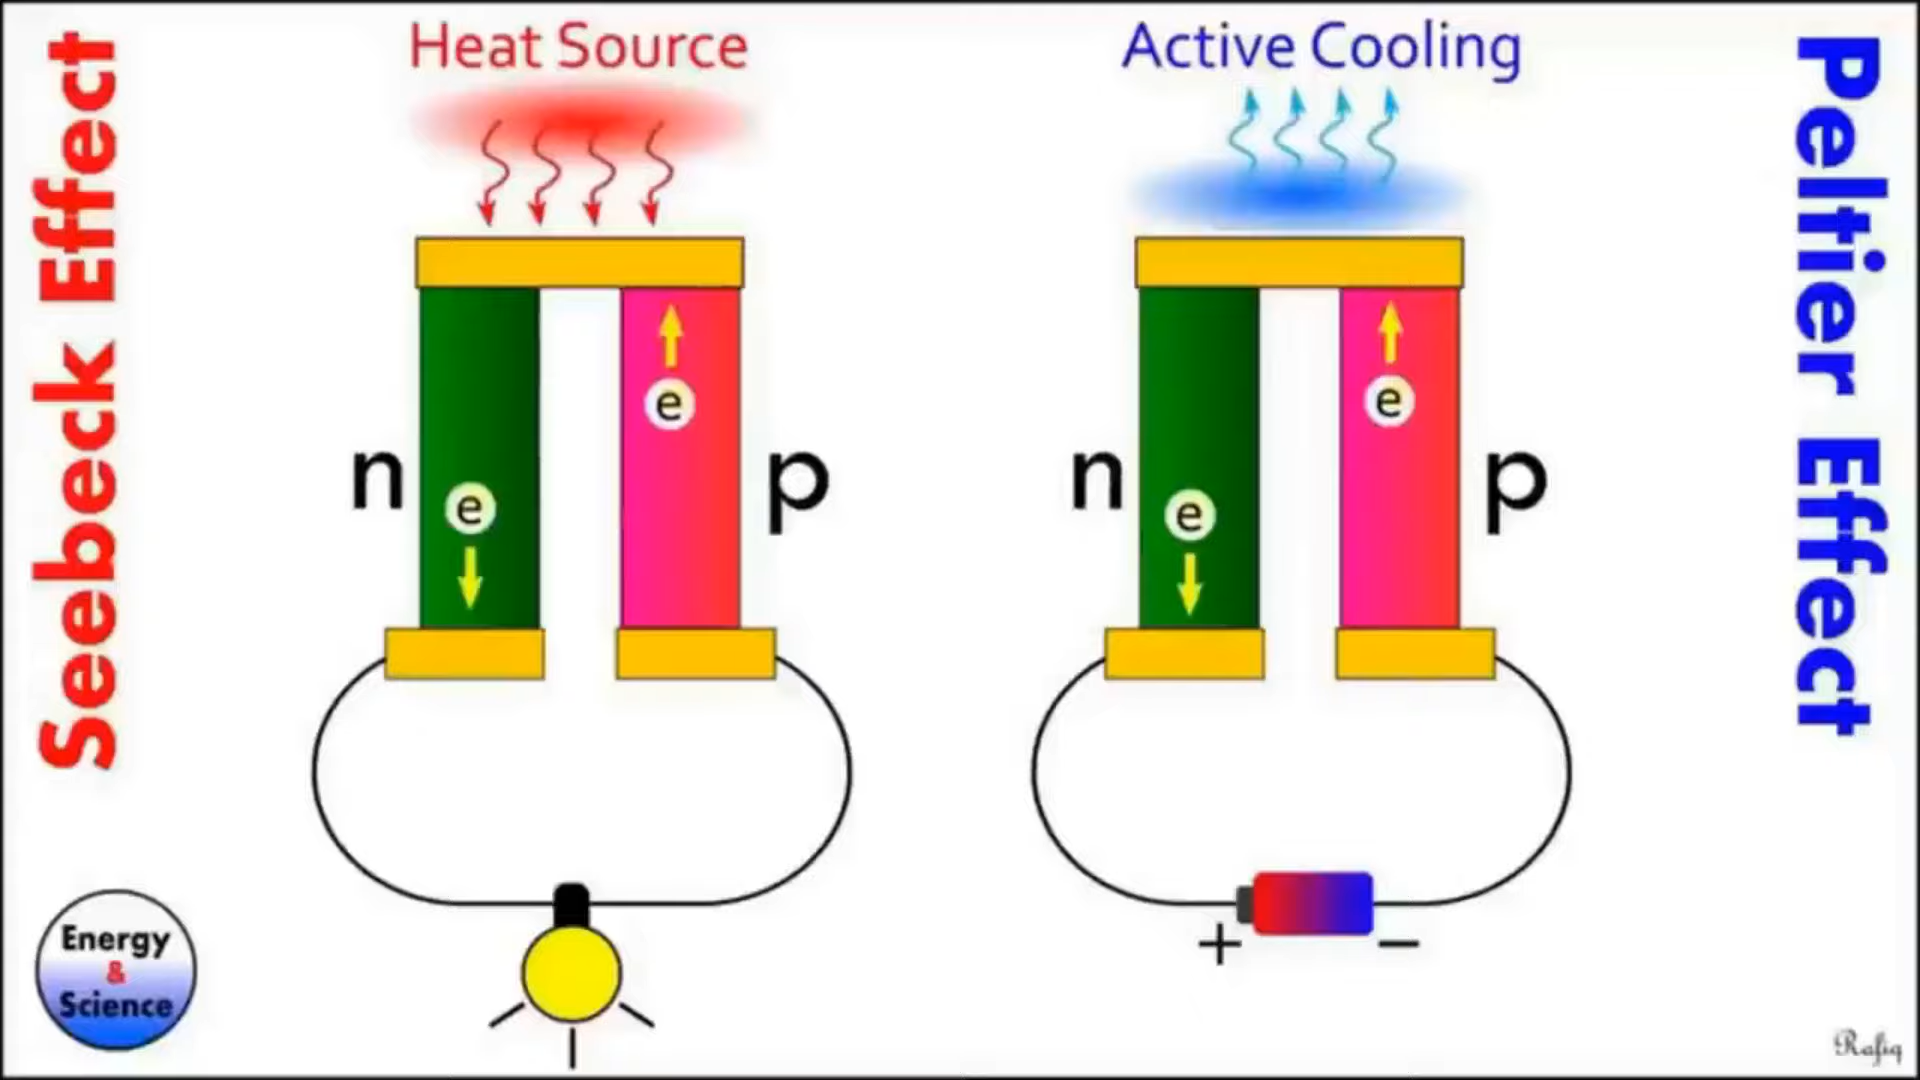 Seebeck Effect
Heat Source
n
e
e
p
Active Cooling
n
e
e
p
+
−
Peltier Effect
Energy
&
Science
Rafiq